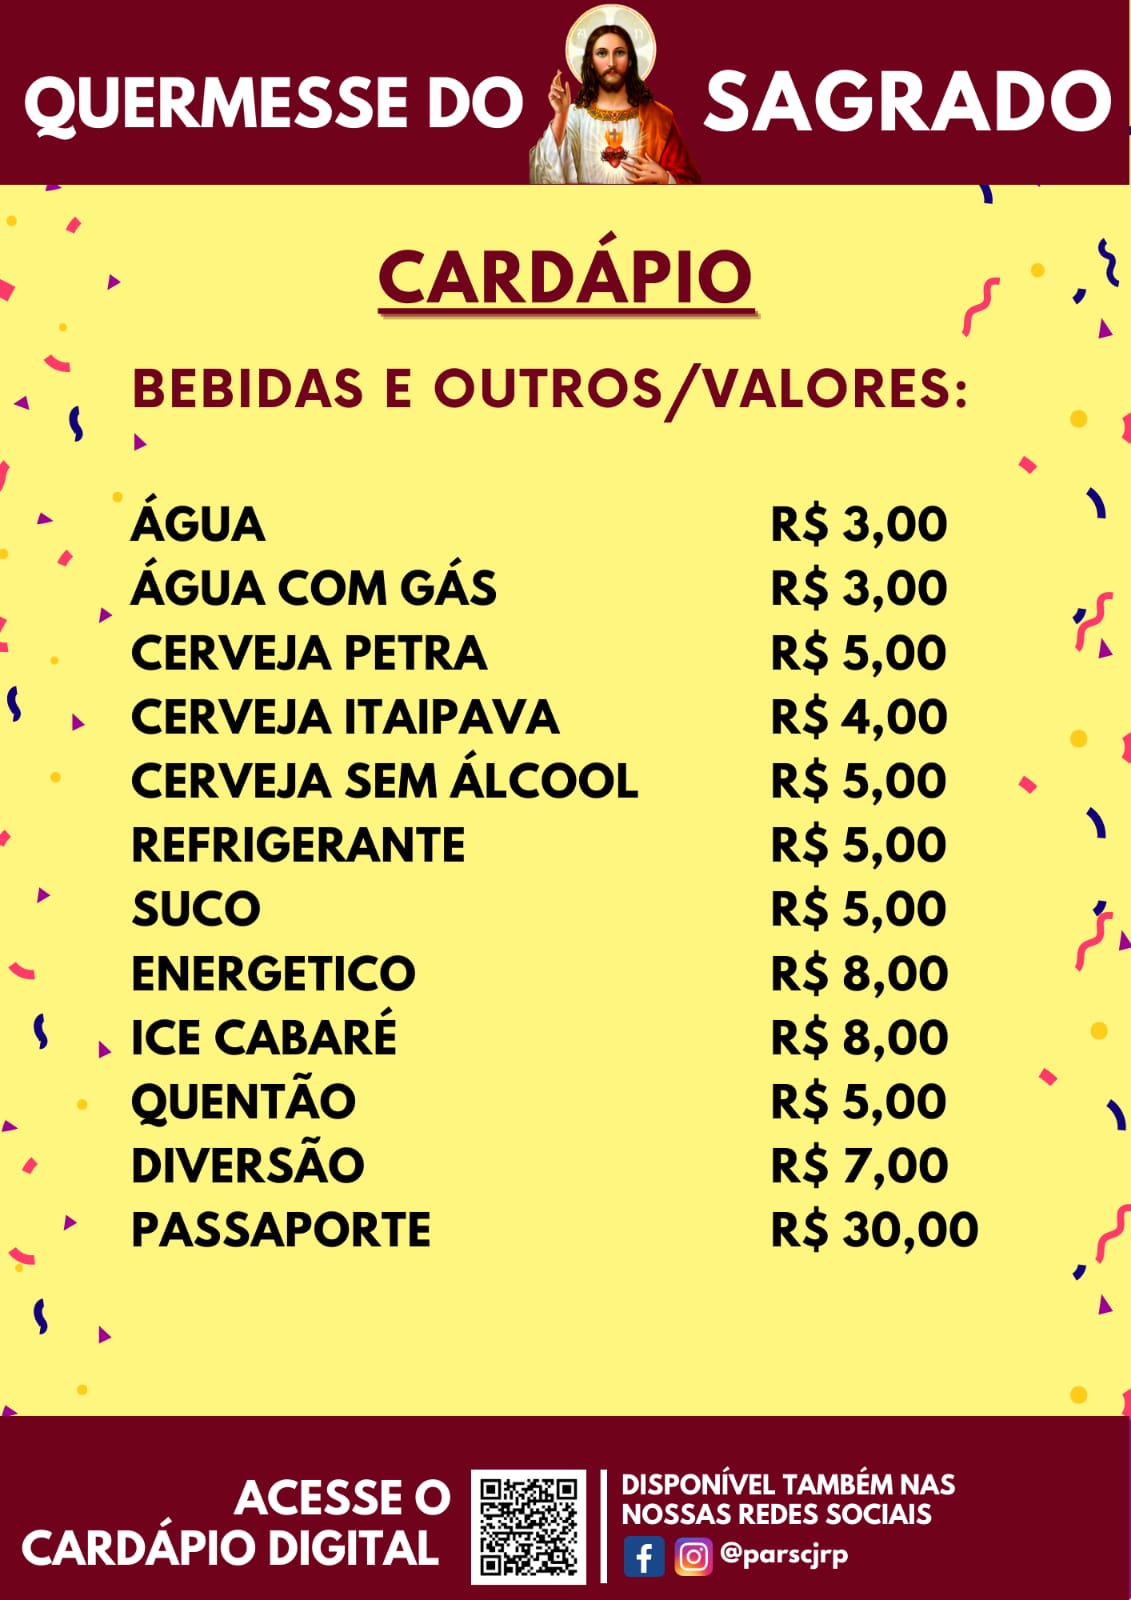 QUERMESSE DO SAGRADO
CARDÁPIO
BEBIDAS E OUTROS/VALORES:
ÁGUA R$ 3,00
ÁGUA COM GÁS R$ 3,00
CERVEJA PETRA R$ 5,00
CERVEJA ITAIPAVA R$ 4,00
CERVEJA SEM ÁLCOOL R$ 5,00
REFRIGERANTE R$ 5,00
SUCO R$ 5,00
ENERGETICO R$ 8,00
ICE CABARÉ R$ 8,00
QUENTÃO R$ 5,00
DIVERSÃO R$ 7,00
PASSAPORTE R$ 30,00
ACESSE O
CARDÁPIO DIGITAL
DISPONÍVEL TAMBÉM NAS
NOSSAS REDES SOCIAIS
@parscjrp